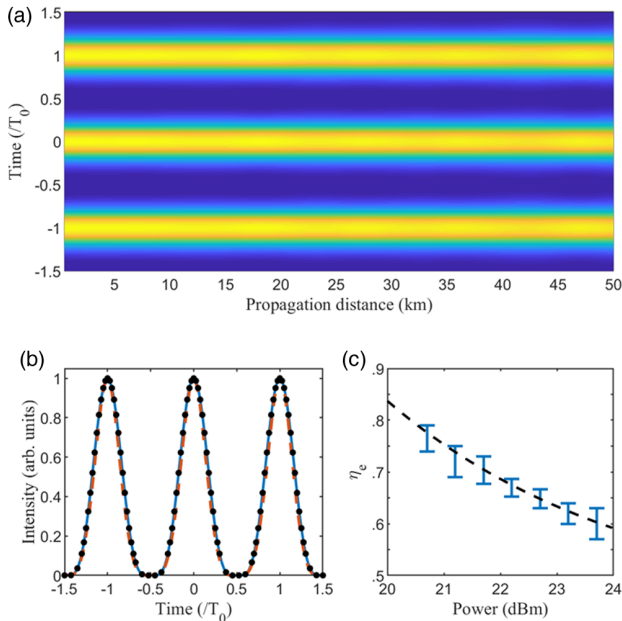 (a)
1.5
1
0.5
0
-0.5
-1
-1.5
Time (/T0)
5 10 15 20 25 30 35 40 45 50
Propagation distance (km)
(b)
1
0.8
0.6
0.4
0.2
0
Intensity (arb. units)
-1.5 -1 -0.5 0 0.5 1 1.5
Time (/T0)
(c)
.9
.8
.7
.6
.5
ηe
20 21 22 23 24
Power (dBm)